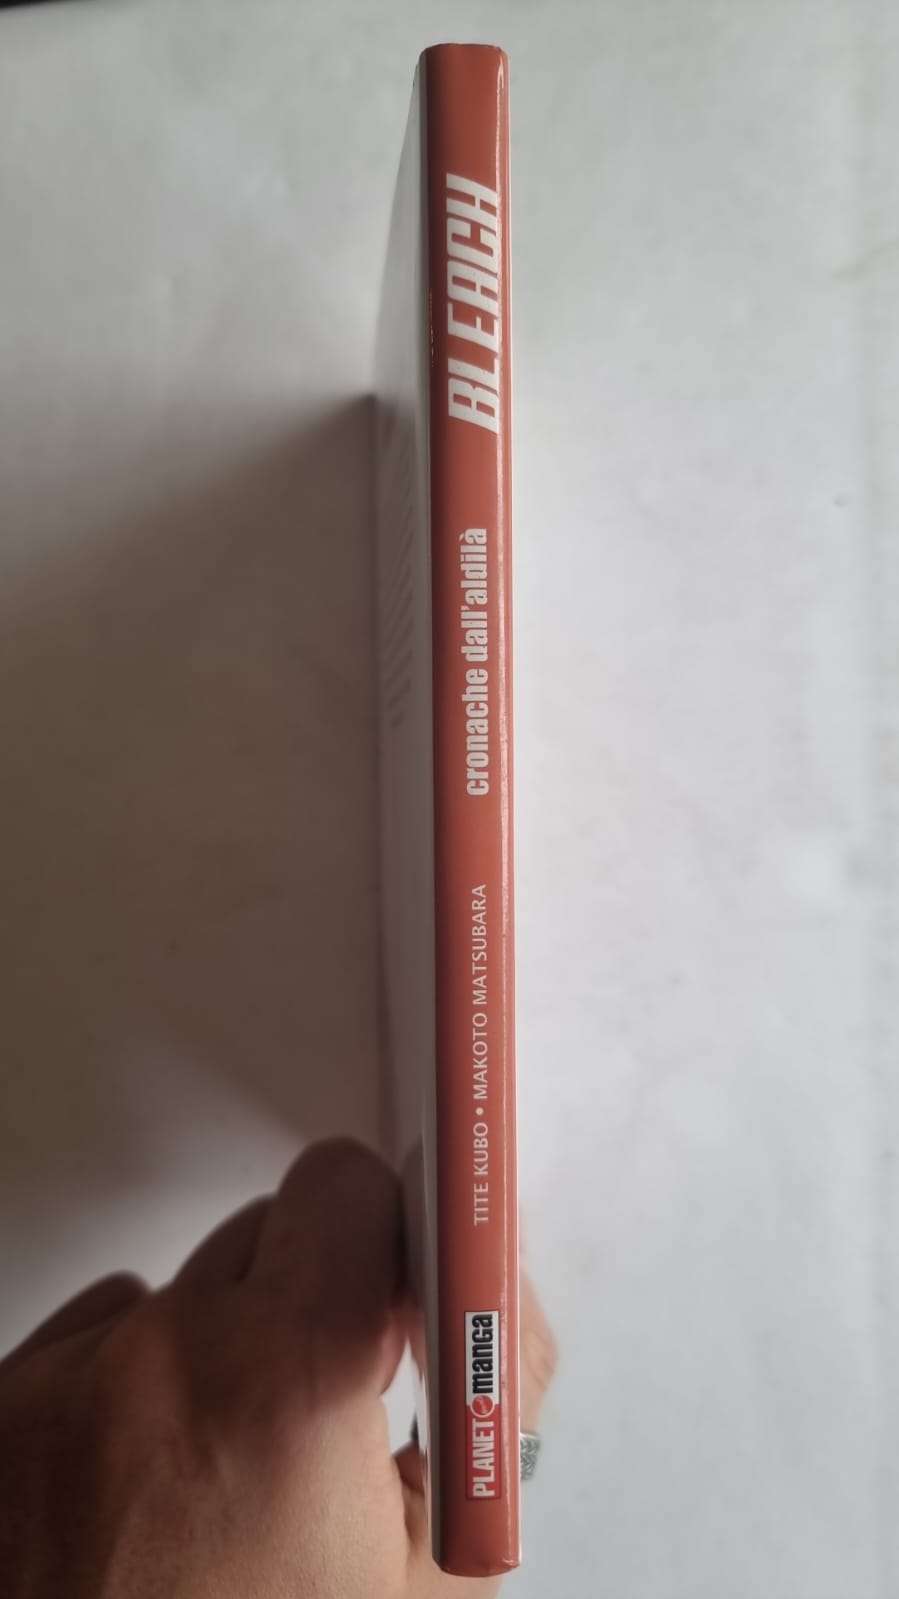 BLEACH
cronache dall'aldilà
TITE KUBO • MAKOTO MATSUBARA
PLANET manga